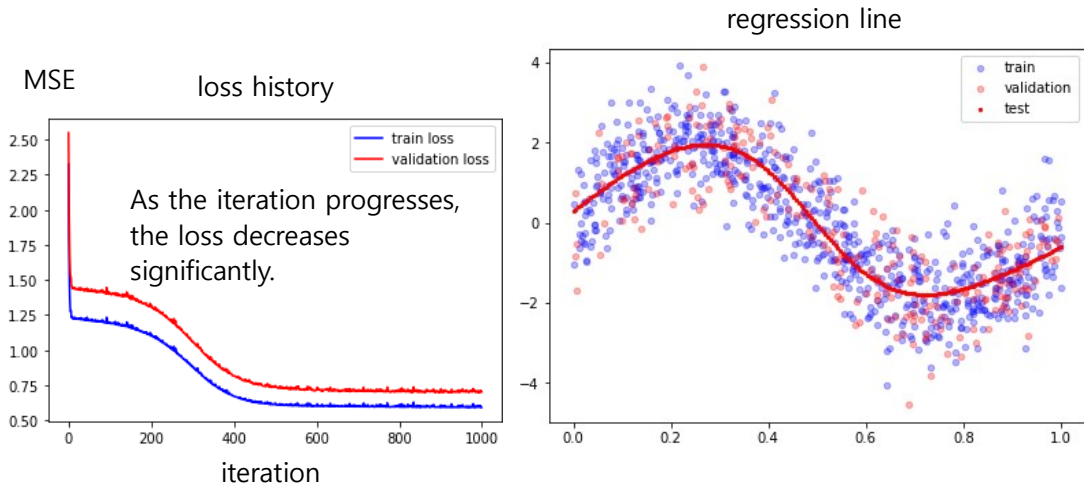 MSE
loss history
train loss
validation loss
As the iteration progresses,
the loss decreases
significantly.
2.50
2.25
2.00
1.75
1.50
1.25
1.00
0.75
0.50
0
200
400
600
800
1000
iteration
regression line
train
validation
test
4
2
0
−2
−4
0.0
0.2
0.4
0.6
0.8
1.0